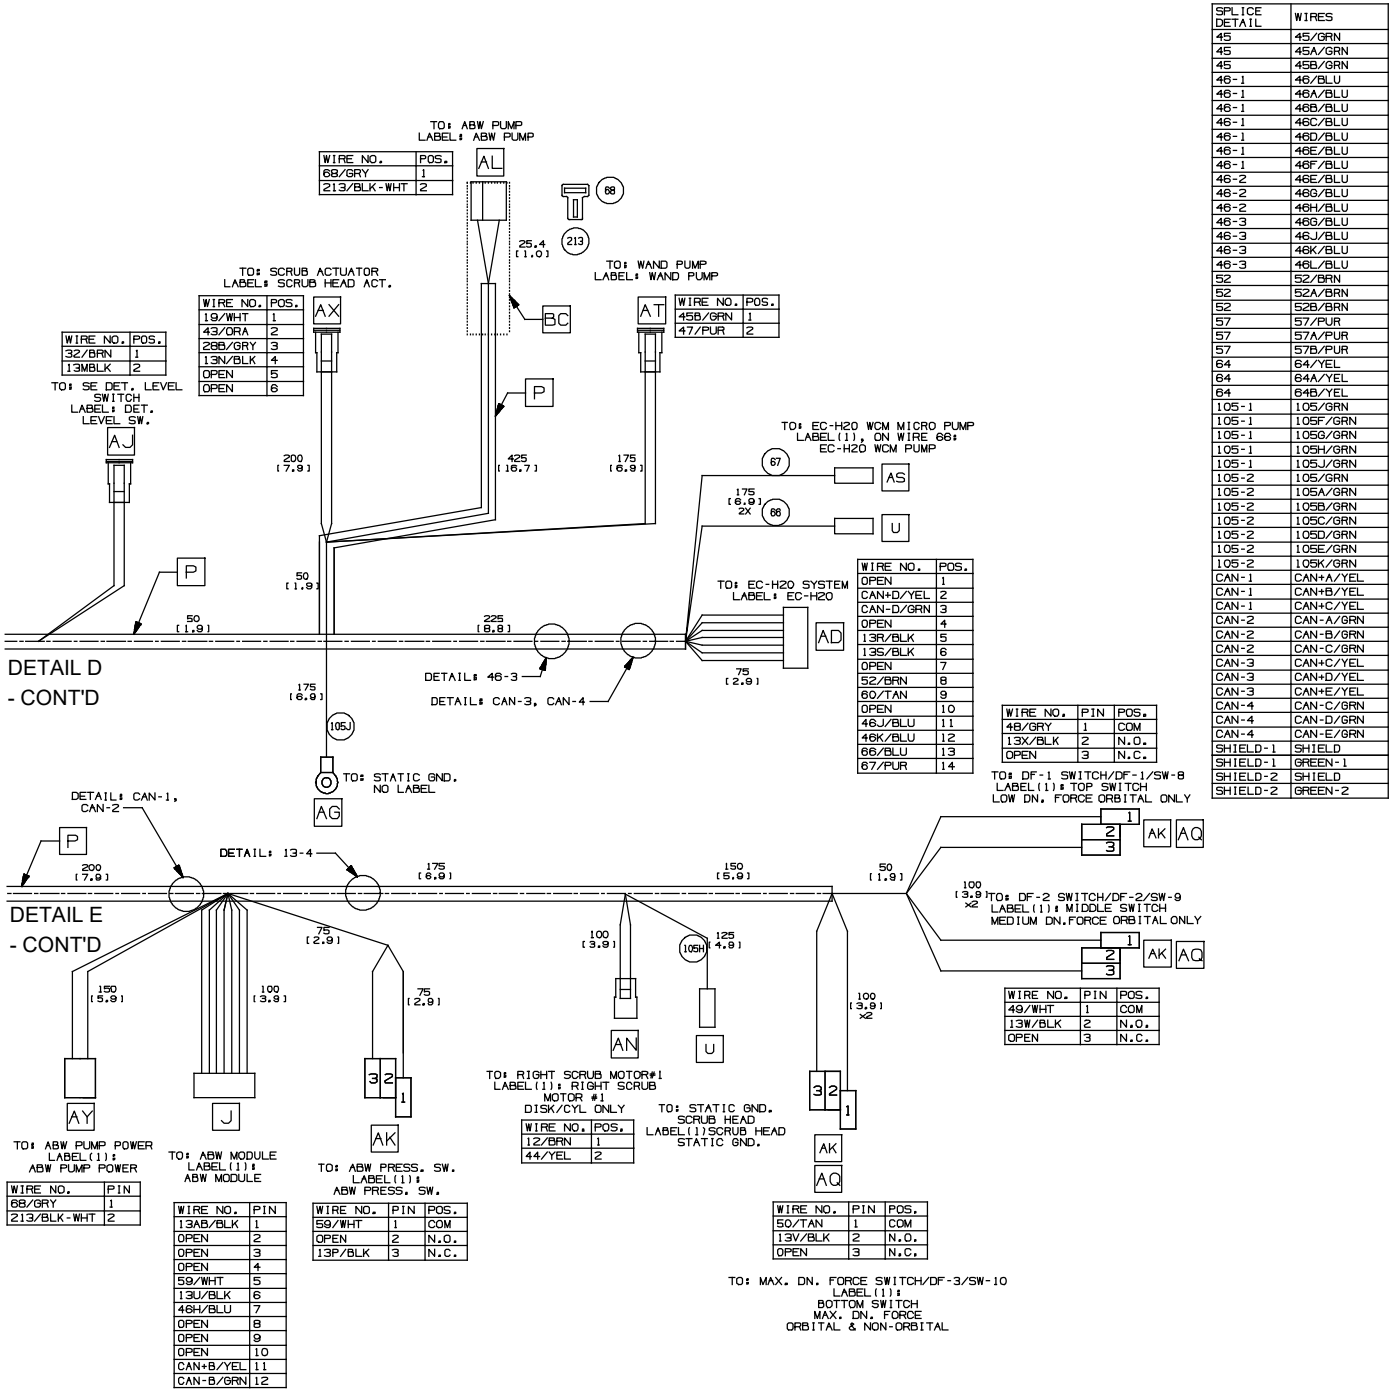 SPLICE DETAIL WIRES
45 45/GRN
45 45A/GRN
45 45B/GRN
46-1 46/BLU
46-1 46A/BLU
46-1 46B/BLU
46-1 46C/BLU
46-1 46D/BLU
46-1 46E/BLU
46-1 46F/BLU
46-2 46E/BLU
46-2 46G/BLU
46-2 46H/BLU
46-3 46G/BLU
46-3 46J/BLU
46-3 46K/BLU
46-3 46L/BLU
52 52/BRN
52 52A/BRN
52 52B/BRN
57 57/PUR
57 57A/PUR
57 57B/PUR
64 64/YEL
64 64A/YEL
64 64B/YEL
105-1 105/GRN
105-1 105F/GRN
105-1 105G/GRN
105-1 105H/GRN
105-1 105J/GRN
105-2 105/GRN
105-2 105A/GRN
105-2 105B/GRN
105-2 105C/GRN
105-2 105D/GRN
105-2 105E/GRN
105-2 105K/GRN
CAN-1 CAN+A/YEL
CAN-1 CAN+B/YEL
CAN-1 CAN+C/YEL
CAN-2 CAN-A/GRN
CAN-2 CAN-B/GRN
CAN-2 CAN-C/GRN
CAN-3 CAN+C/YEL
CAN-3 CAN+D/YEL
CAN-3 CAN+E/YEL
CAN-4 CAN-C/GRN
CAN-4 CAN-D/GRN
CAN-4 CAN-E/GRN
SHIELD-1 SHIELD
SHIELD-1 GREEN-1
SHIELD-2 SHIELD
SHIELD-2 GREEN-2
TO: ABW PUMP
LABEL: ABW PUMP
WIRE NO. POS.
68/GRY 1
213/BLK-WHT 2
AL
68
213
25.4
[1.0]
BC
TO: SCRUB ACTUATOR
LABEL: SCRUB HEAD ACT.
WIRE NO. POS.
19/WHT 1
43/ORA 2
28B/GRY 3
13N/BLK 4
OPEN 5
OPEN 6
AX
TO: WAND PUMP
LABEL: WAND PUMP
AT
WIRE NO. POS.
45B/GRN 1
47/PUR 2
WIRE NO. POS.
32/BRN 1
13MBLK 2
TO: SE DET. LEVEL
SWITCH
LABEL: DET.
LEVEL SW.
AJ
P
200
[7.9]
425
[16.7]
175
[6.9]
TO: EC-H2O WCM MICRO PUMP
LABEL(1), ON WIRE 66:
EC-H2O WCM PUMP
67
AS
175
[6.9]
2X
66
U
P
50
[1.9]
50
[1.9]
225
[8.8]
TO: EC-H2O SYSTEM
LABEL: EC-H2O
AD
75
[2.9]
WIRE NO. POS.
OPEN 1
CAN+D/YEL 2
CAN-D/GRN 3
OPEN 4
13R/BLK 5
13S/BLK 6
OPEN 7
52/BRN 8
60/TAN 9
OPEN 10
46J/BLU 11
46K/BLU 12
66/BLU 13
67/PUR 14
DETAIL D
- CONT'D
DETAIL: 46-3
DETAIL: CAN-3, CAN-4
175
[6.9]
105J
TO: STATIC GND.
NO LABEL
AG
WIRE NO. PIN POS.
48/GRY 1 COM
13X/BLK 2 N.O.
OPEN 3 N.C.
TO: DF-1 SWITCH/DF-1/SW-8
LABEL(1): TOP SWITCH
LOW DN. FORCE ORBITAL ONLY
1
2
3
AK AQ
DETAIL: CAN-1,
CAN-2
P
200
[7.9]
DETAIL: 13-4
175
[6.9]
150
[5.9]
50
[1.9]
100
[3.9]
x2
TO: DF-2 SWITCH/DF-2/SW-9
LABEL(1): MIDDLE SWITCH
MEDIUM DN.FORCE ORBITAL ONLY
1
2
3
AK AQ
WIRE NO. PIN POS.
49/WHT 1 COM
13W/BLK 2 N.O.
OPEN 3 N.C.
DETAIL E
- CONT'D
150
[5.9]
100
[3.9]
75
[2.9]
75
[2.9]
100
[3.9]
105H
125
[4.9]
100
[3.9]
x2
AY
TO: ABW PUMP POWER
LABEL(1):
ABW PUMP POWER
WIRE NO. PIN
68/GRY 1
213/BLK-WHT 2
J
TO: ABW MODULE
LABEL(1):
ABW MODULE
WIRE NO. PIN
13AB/BLK 1
OPEN 2
OPEN 3
OPEN 4
59/WHT 5
13U/BLK 6
46H/BLU 7
OPEN 8
OPEN 9
OPEN 10
CAN+B/YEL 11
CAN-B/GRN 12
3 2
1
AK
TO: ABW PRESS. SW.
LABEL(1):
ABW PRESS. SW.
WIRE NO. PIN POS.
59/WHT 1 COM
OPEN 2 N.O.
13P/BLK 3 N.C.
AN
TO: RIGHT SCRUB MOTOR#1
LABEL(1): RIGHT SCRUB
MOTOR #1
DISK/CYL ONLY
WIRE NO. POS.
12/BRN 1
44/YEL 2
U
TO: STATIC GND.
SCRUB HEAD
LABEL(1)SCRUB HEAD
STATIC GND.
3 2
1
AK
AQ
WIRE NO. PIN POS.
50/TAN 1 COM
13V/BLK 2 N.O.
OPEN 3 N.C.
TO: MAX. DN. FORCE SWITCH/DF-3/SW-10
LABEL(1):
BOTTOM SWITCH
MAX. DN. FORCE
ORBITAL & NON-ORBITAL